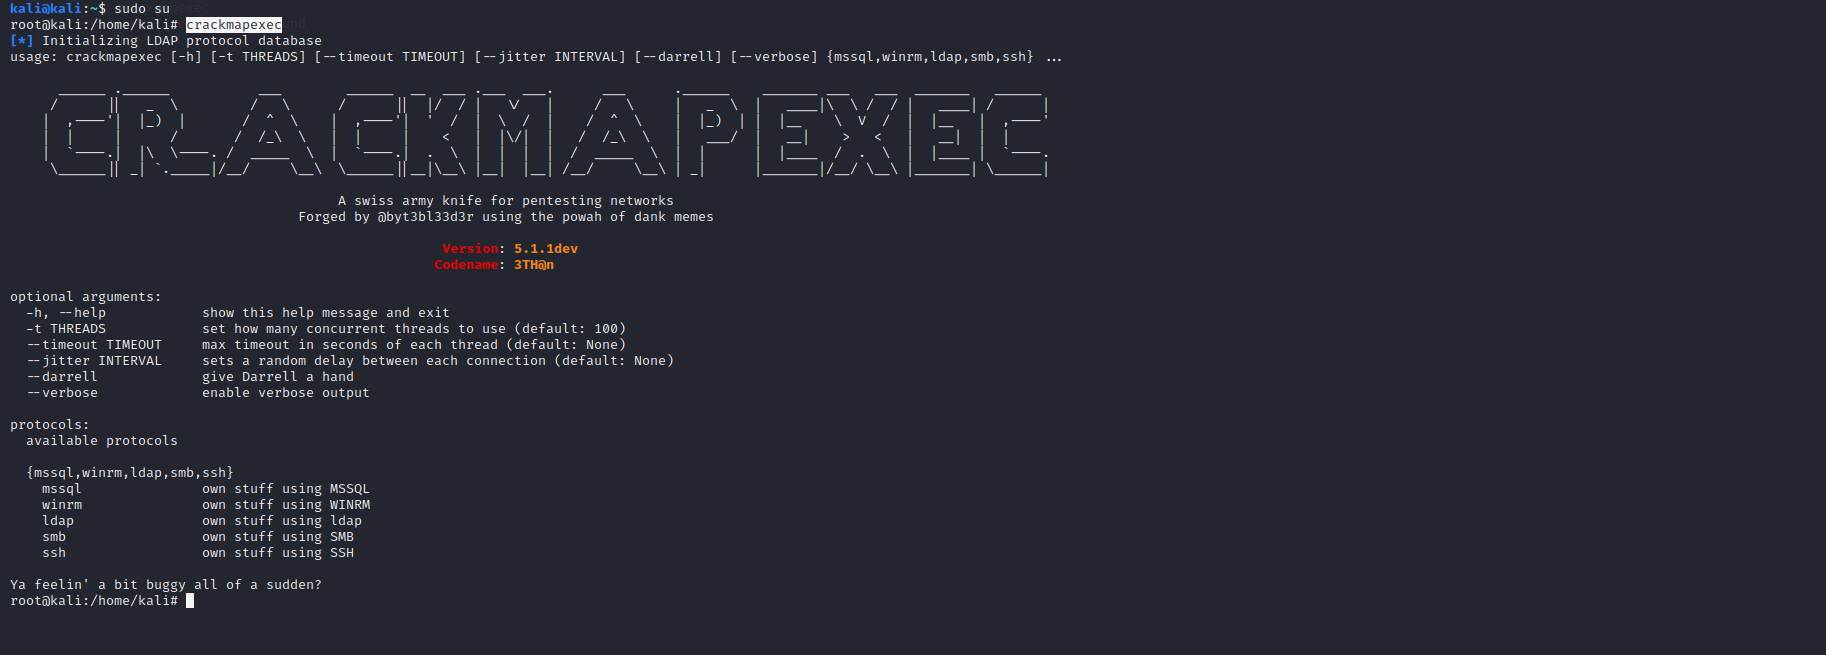 kali@kali:~$ sudo su
root@kali:/home/kali# crackmapexec
[*] Initializing LDAP protocol database
usage: crackmapexec [-h] [-t THREADS] [--timeout TIMEOUT] [--jitter INTERVAL] [--darrell] [--verbose] {mssql,winrm,ldap,smb,ssh} ...
CRACKMAPEXEC
A swiss army knife for pentesting networks
Forged by @byt3bl33d3r using the powah of dank memes
Version: 5.1.1dev
Codename: 3TH@n
optional arguments:
-h, --help show this help message and exit
-t THREADS set how many concurrent threads to use (default: 100)
--timeout TIMEOUT max timeout in seconds of each thread (default: None)
--jitter INTERVAL sets a random delay between each connection (default: None)
--darrell give Darrell a hand
--verbose enable verbose output
protocols:
available protocols
{mssql,winrm,ldap,smb,ssh}
mssql own stuff using MSSQL
winrm own stuff using WINRM
ldap own stuff using ldap
smb own stuff using SMB
ssh own stuff using SSH
Ya feelin' a bit buggy all of a sudden?
root@kali:/home/kali#